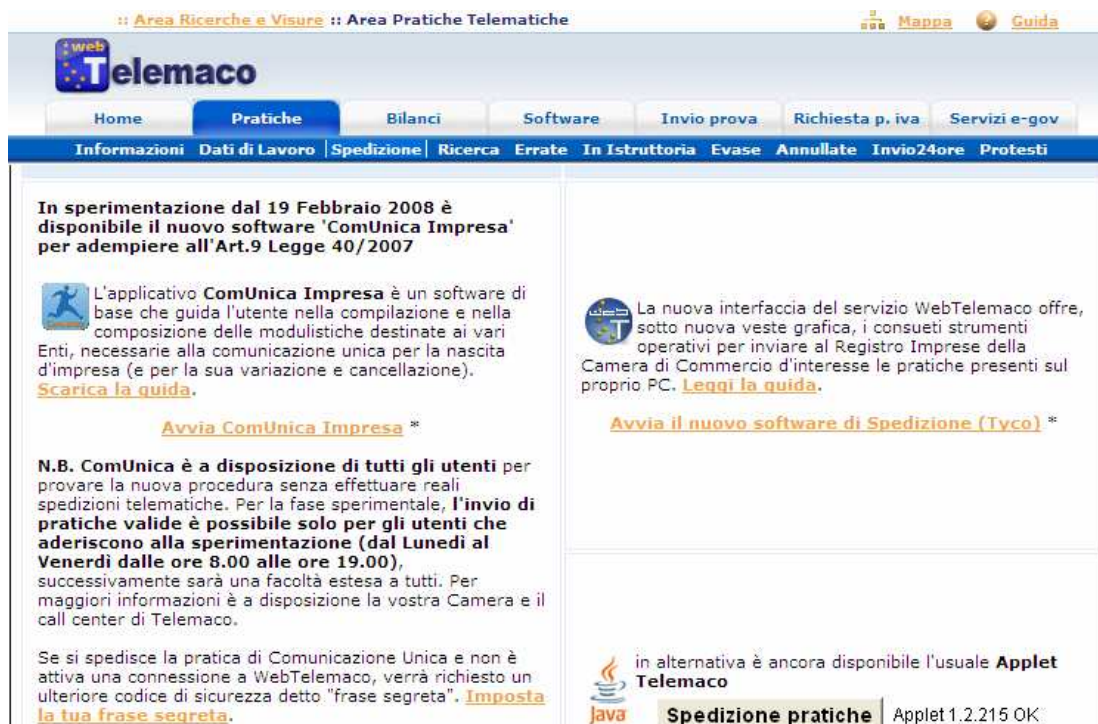 :: Area Ricerche e Visure :: Area Pratiche Telematiche
Mappa Guida
web
Telemaco
Home Pratiche Bilanci Software Invio prova Richiesta p. iva Servizi e-gov
Informazioni Dati di Lavoro |Spedizione| Ricerca Errate In Istruttoria Evase Annullate Invio24ore Protesti
In sperimentazione dal 19 Febbraio 2008 è
disponibile il nuovo software 'ComUnica Impresa'
per adempiere all'Art.9 Legge 40/2007
L'applicativo ComUnica Impresa è un software di
base che guida l'utente nella compilazione e nella
composizione delle modulistiche destinate ai vari
Enti, necessarie alla comunicazione unica per la nascita
d'impresa (e per la sua variazione e cancellazione).
Scarica la guida.
Avvia ComUnica Impresa *
N.B. ComUnica è a disposizione di tutti gli utenti per
provare la nuova procedura senza effettuare reali
spedizioni telematiche. Per la fase sperimentale, l'invio di
pratiche valide è possibile solo per gli utenti che
aderiscono alla sperimentazione (dal Lunedì al
Venerdì dalle ore 8.00 alle ore 19.00),
successivamente sarà una facoltà estesa a tutti. Per
maggiori informazioni è a disposizione la vostra Camera e il
call center di Telemaco.
Se si spedisce la pratica di Comunicazione Unica e non è
attiva una connessione a WebTelemaco, verrà richiesto un
ulteriore codice di sicurezza detto "frase segreta". Imposta
la tua frase segreta.
web
T
La nuova interfaccia del servizio WebTelemaco offre,
sotto nuova veste grafica, i consueti strumenti
operativi per inviare al Registro Imprese della
Camera di Commercio d'interesse le pratiche presenti sul
proprio PC. Leggi la guida.
Avvia il nuovo software di Spedizione (Tyco) *
in alternativa è ancora disponibile l'usuale Applet
Telemaco
Java
Spedizione pratiche Applet 1.2.215 OK